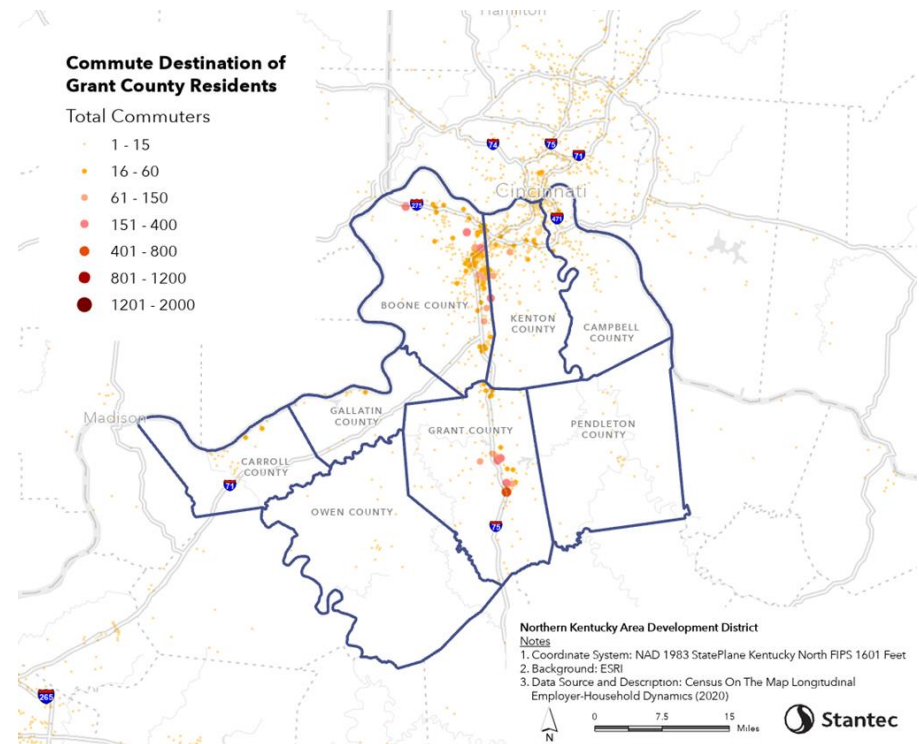 Hamilton
Commute Destination of
Grant County Residents
Total Commuters
1 - 15
16 - 60
61 - 150
151 - 400
401 - 800
801 - 1200
1201 - 2000
74
75
71
Cincinnati
275
471
BOONE COUNTY
KENTON
COUNTY
CAMPBELL
COUNTY
Madison
GALLATIN
COUNTY
GRANT COUNTY
PENDLETON
COUNTY
CARROLL
COUNTY
71
OWEN COUNTY
75
265
Northern Kentucky Area Development District
Notes
1. Coordinate System: NAD 1983 StatePlane Kentucky North FIPS 1601 Feet
2. Background: ESRI
3. Data Source and Description: Census On The Map Longitudinal
Employer-Household Dynamics (2020)
N
0 7.5 15
Miles
Stantec